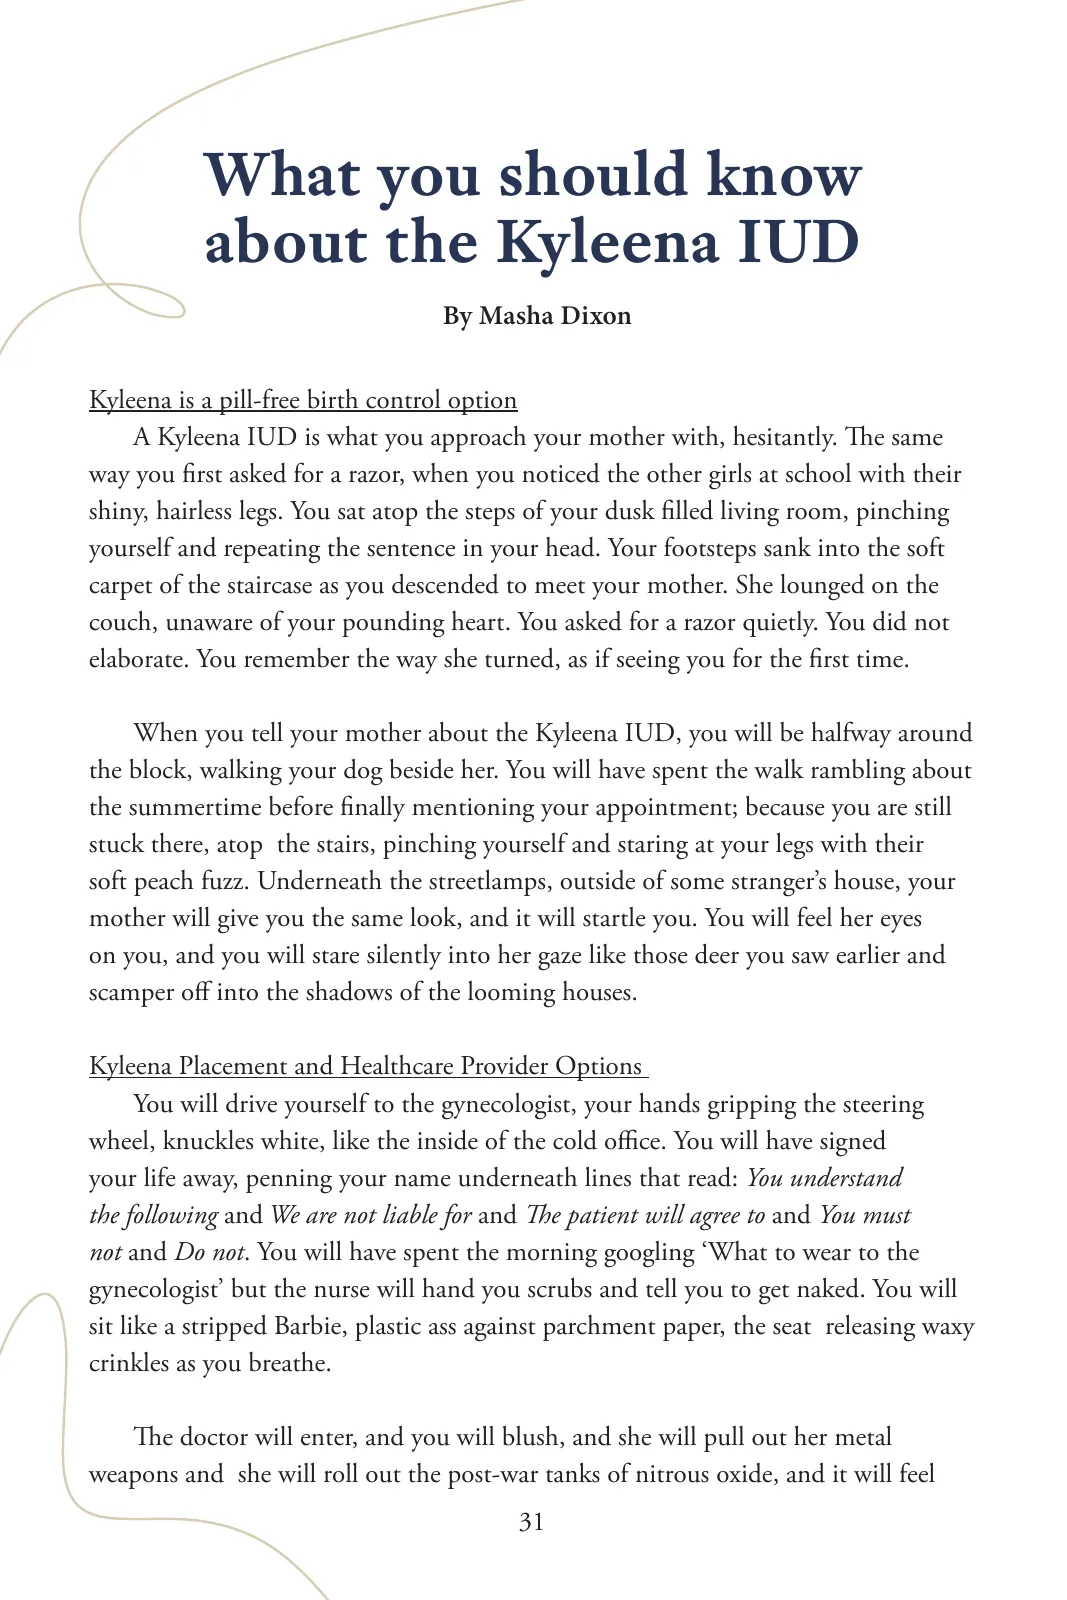 What you should know
about the Kyleena IUD
By Masha Dixon
Kyleena is a pill-free birth control option
A Kyleena IUD is what you approach your mother with, hesitantly. The same
way you first asked for a razor, when you noticed the other girls at school with their
shiny, hairless legs. You sat atop the steps of your dusk filled living room, pinching
yourself and repeating the sentence in your head. Your footsteps sank into the soft
carpet of the staircase as you descended to meet your mother. She lounged on the
couch, unaware of your pounding heart. You asked for a razor quietly. You did not
elaborate. You remember the way she turned, as if seeing you for the first time.
When you tell your mother about the Kyleena IUD, you will be halfway around
the block, walking your dog beside her. You will have spent the walk rambling about
the summertime before finally mentioning your appointment; because you are still
stuck there, atop  the stairs, pinching yourself and staring at your legs with their
soft peach fuzz. Underneath the streetlamps, outside of some stranger’s house, your
mother will give you the same look, and it will startle you. You will feel her eyes
on you, and you will stare silently into her gaze like those deer you saw earlier and
scamper off into the shadows of the looming houses.
Kyleena Placement and Healthcare Provider Options
You will drive yourself to the gynecologist, your hands gripping the steering
wheel, knuckles white, like the inside of the cold office. You will have signed
your life away, penning your name underneath lines that read: You understand
the following and We are not liable for and The patient will agree to and You must
not and Do not. You will have spent the morning googling ‘What to wear to the
gynecologist’ but the nurse will hand you scrubs and tell you to get naked. You will
sit like a stripped Barbie, plastic ass against parchment paper, the seat  releasing waxy
crinkles as you breathe.
The doctor will enter, and you will blush, and she will pull out her metal
weapons and  she will roll out the post-war tanks of nitrous oxide, and it will feel
31